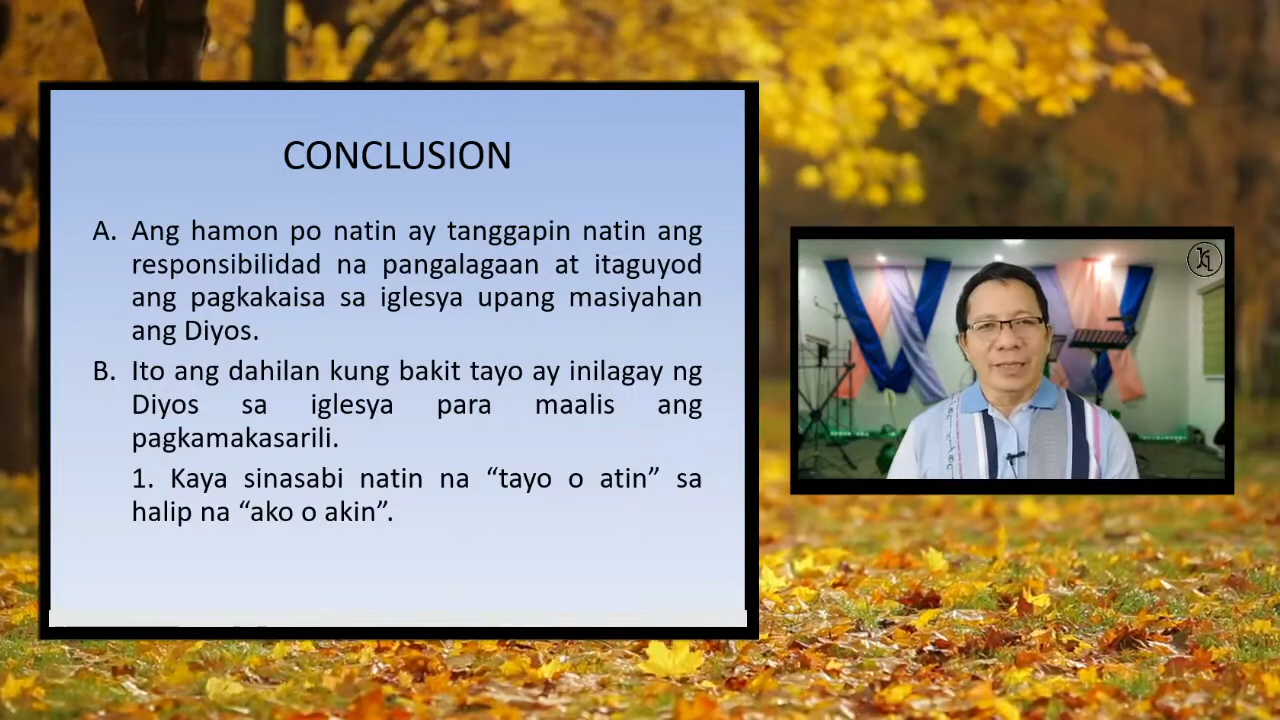 CONCLUSION
A. Ang hamon po natin ay tanggapin natin ang
responsibilidad na pangalagaan at itaguyod
ang pagkakaisa sa iglesya upang masiyahan
ang Diyos.
B. Ito ang dahilan kung bakit tayo ay inilagay ng
Diyos sa iglesya para maalis ang
pagkamakasarili.
1. Kaya sinasabi natin na “tayo o atin” sa
halip na “ako o akin”.